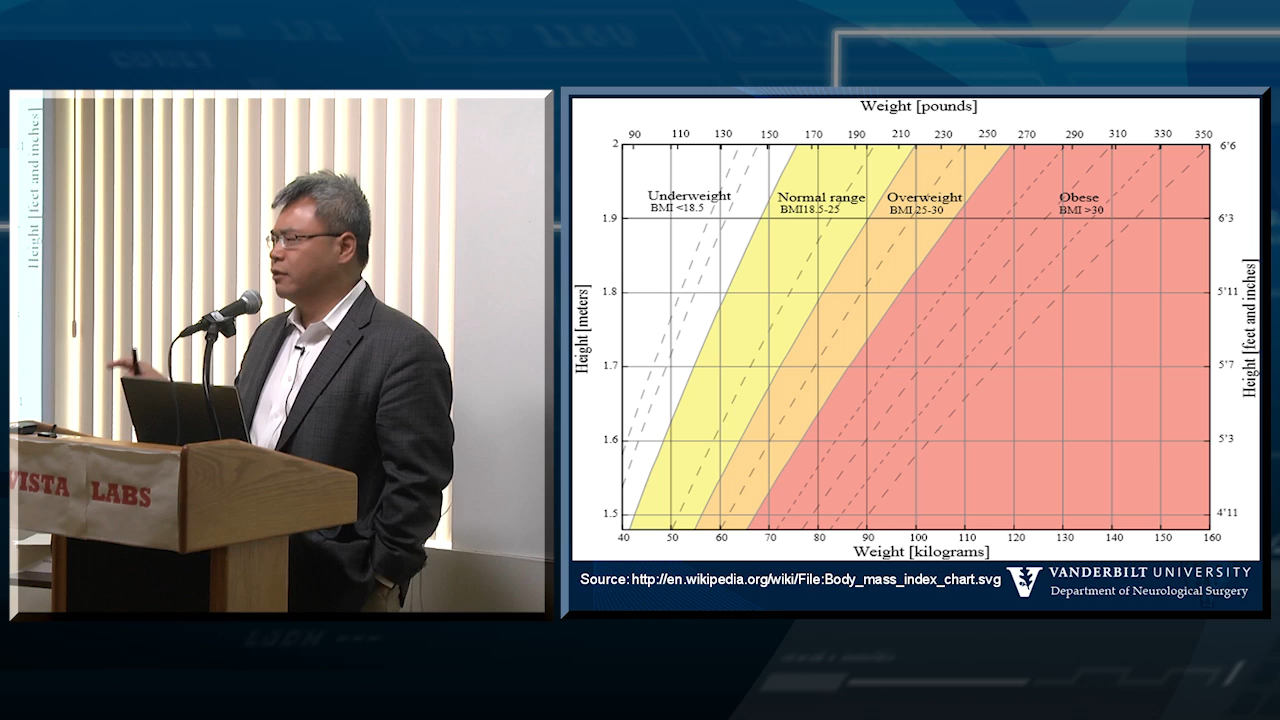 Height [feet and inches]
VISTA LABS
Weight [pounds]
90 110 130 150 170 190 210 230 250 270 290 310 330 350
2 6'6
Underweight Normal range Overweight Obese
BMI <18.5 BMI18.5-25 BMI 25-30 BMI >30
1.9 6'3
1.8 5'11
1.7 5'7
1.6 5'3
1.5 4'11
Height [meters]
Height [feet and inches]
40 50 60 70 80 90 100 110 120 130 140 150 160
Weight [kilograms]
Source: http://en.wikipedia.org/wiki/File:Body_mass_index_chart.svg
V VANDERBILT UNIVERSITY
Department of Neurological Surgery